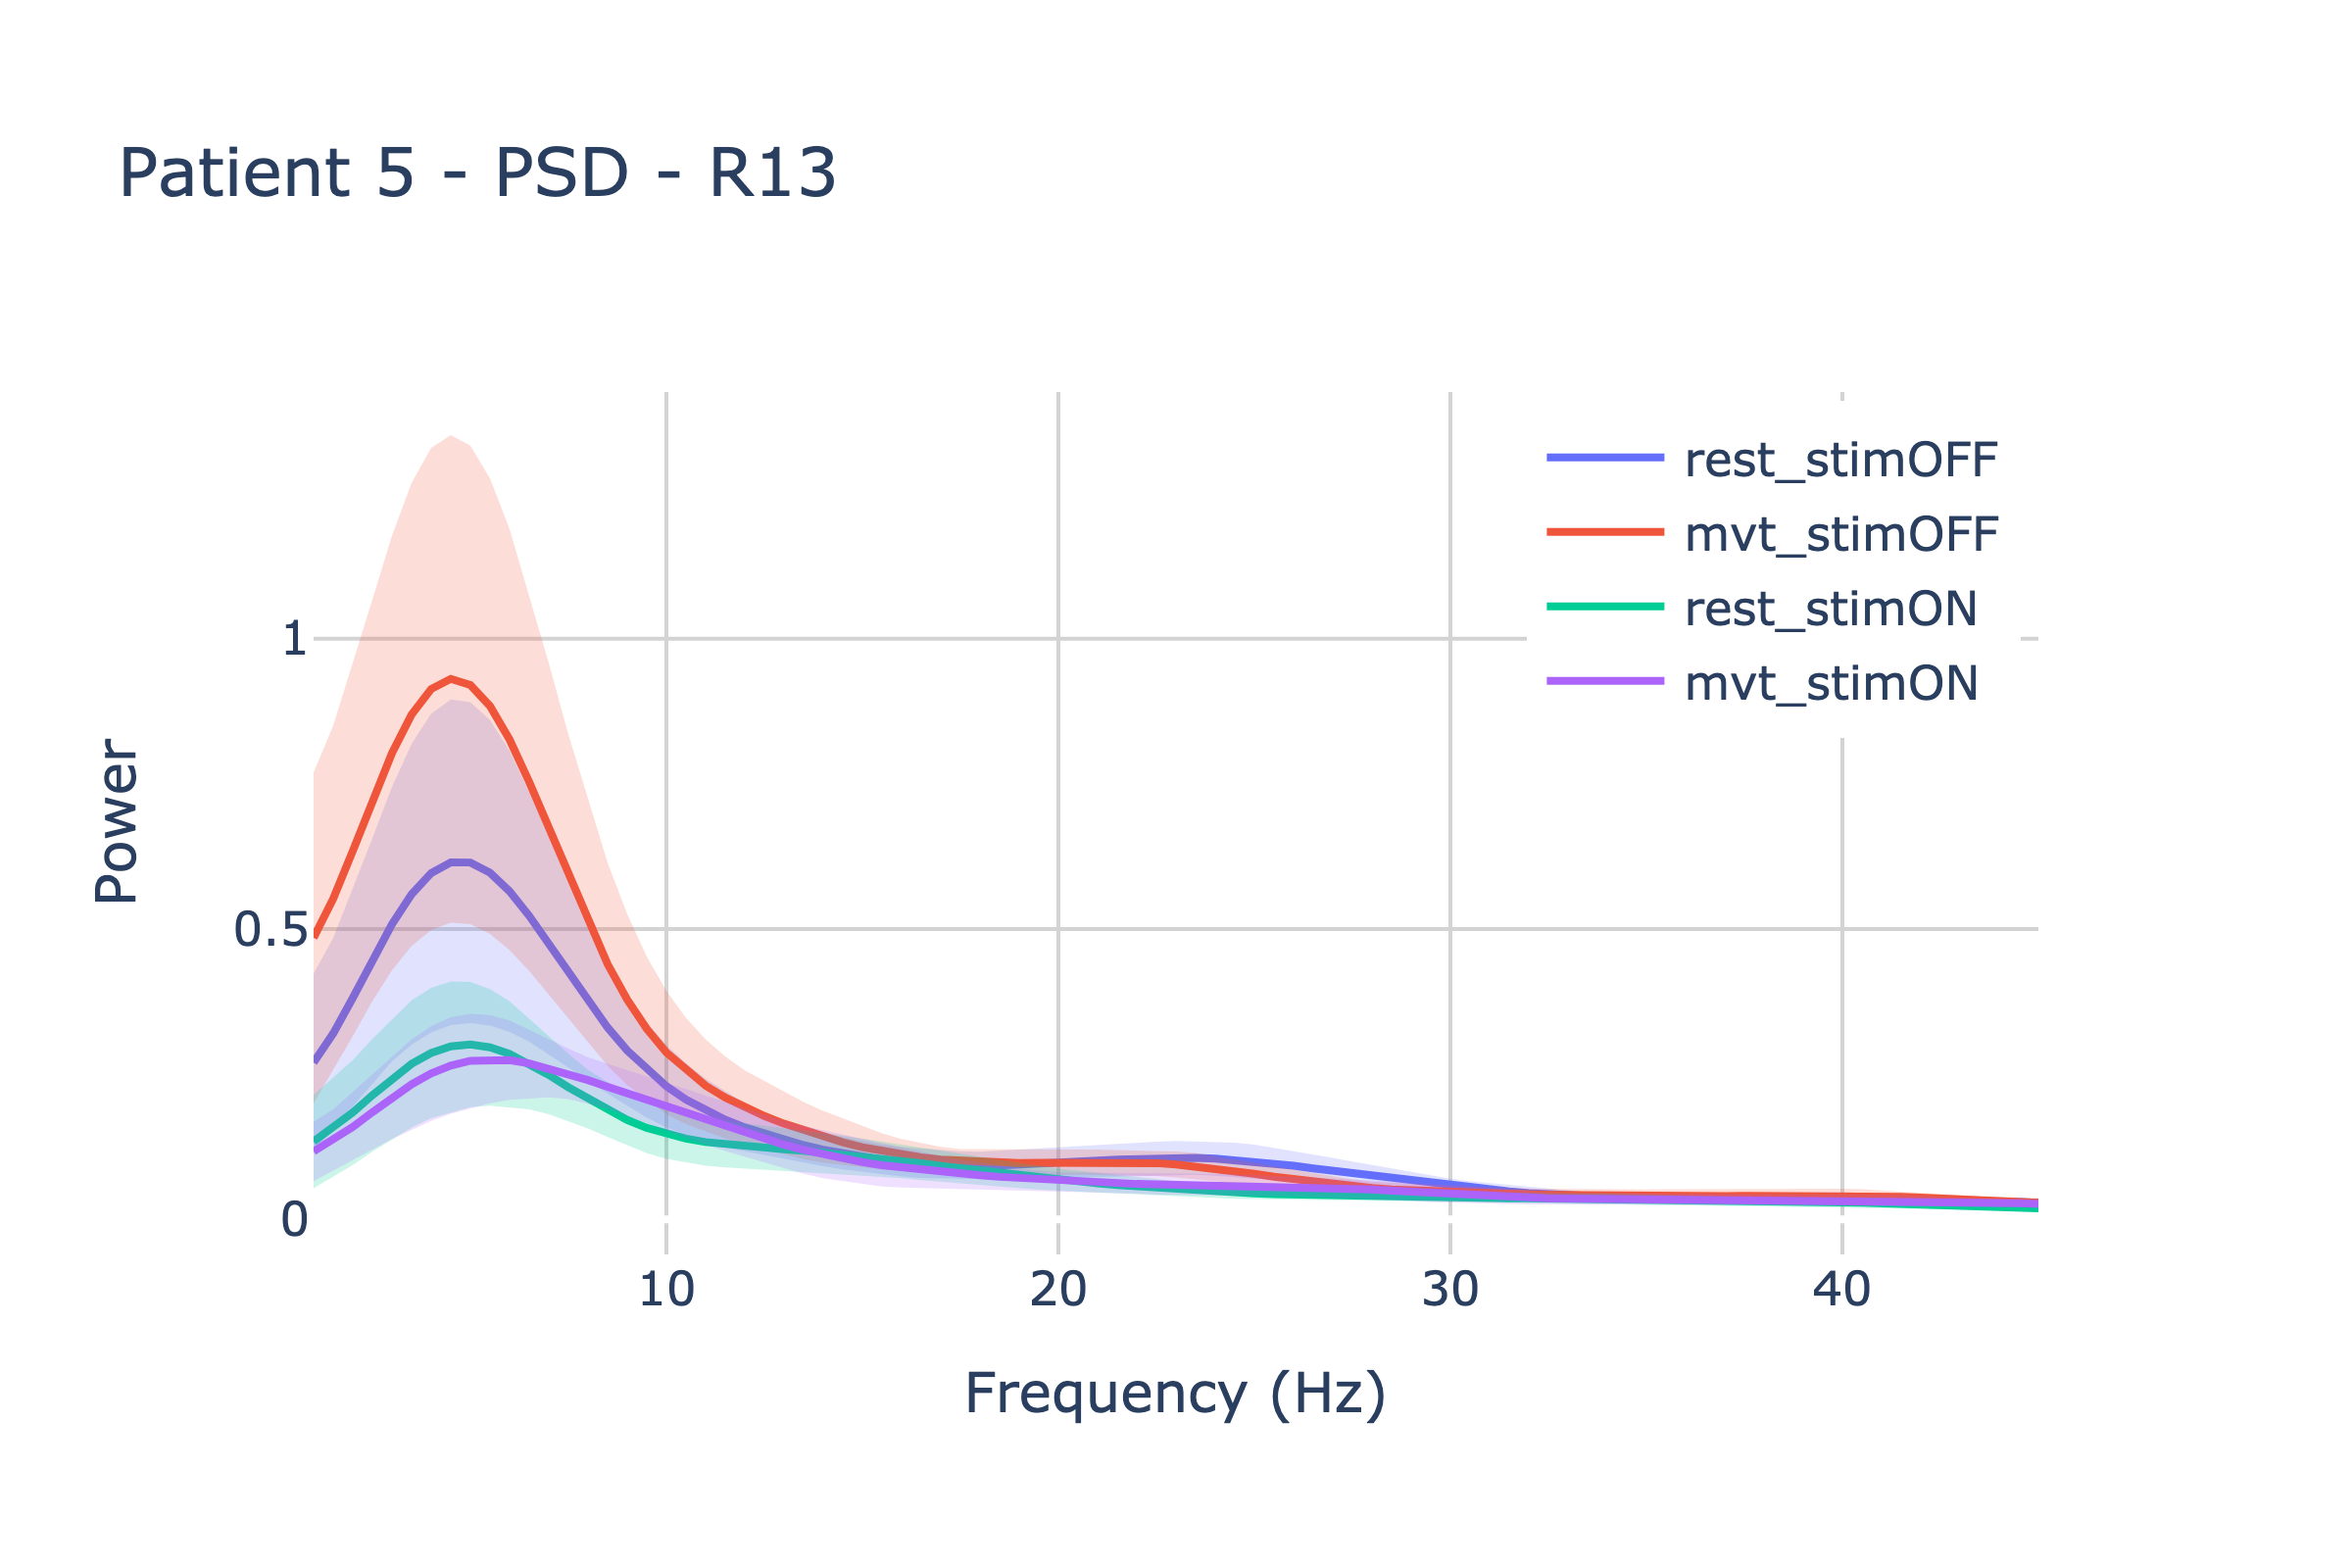 Patient 5 - PSD - R13
rest_stimOFF
mvt_stimOFF
rest_stimON
mvt_stimON
1
0.5
0
Power
10 20 30 40
Frequency (Hz)